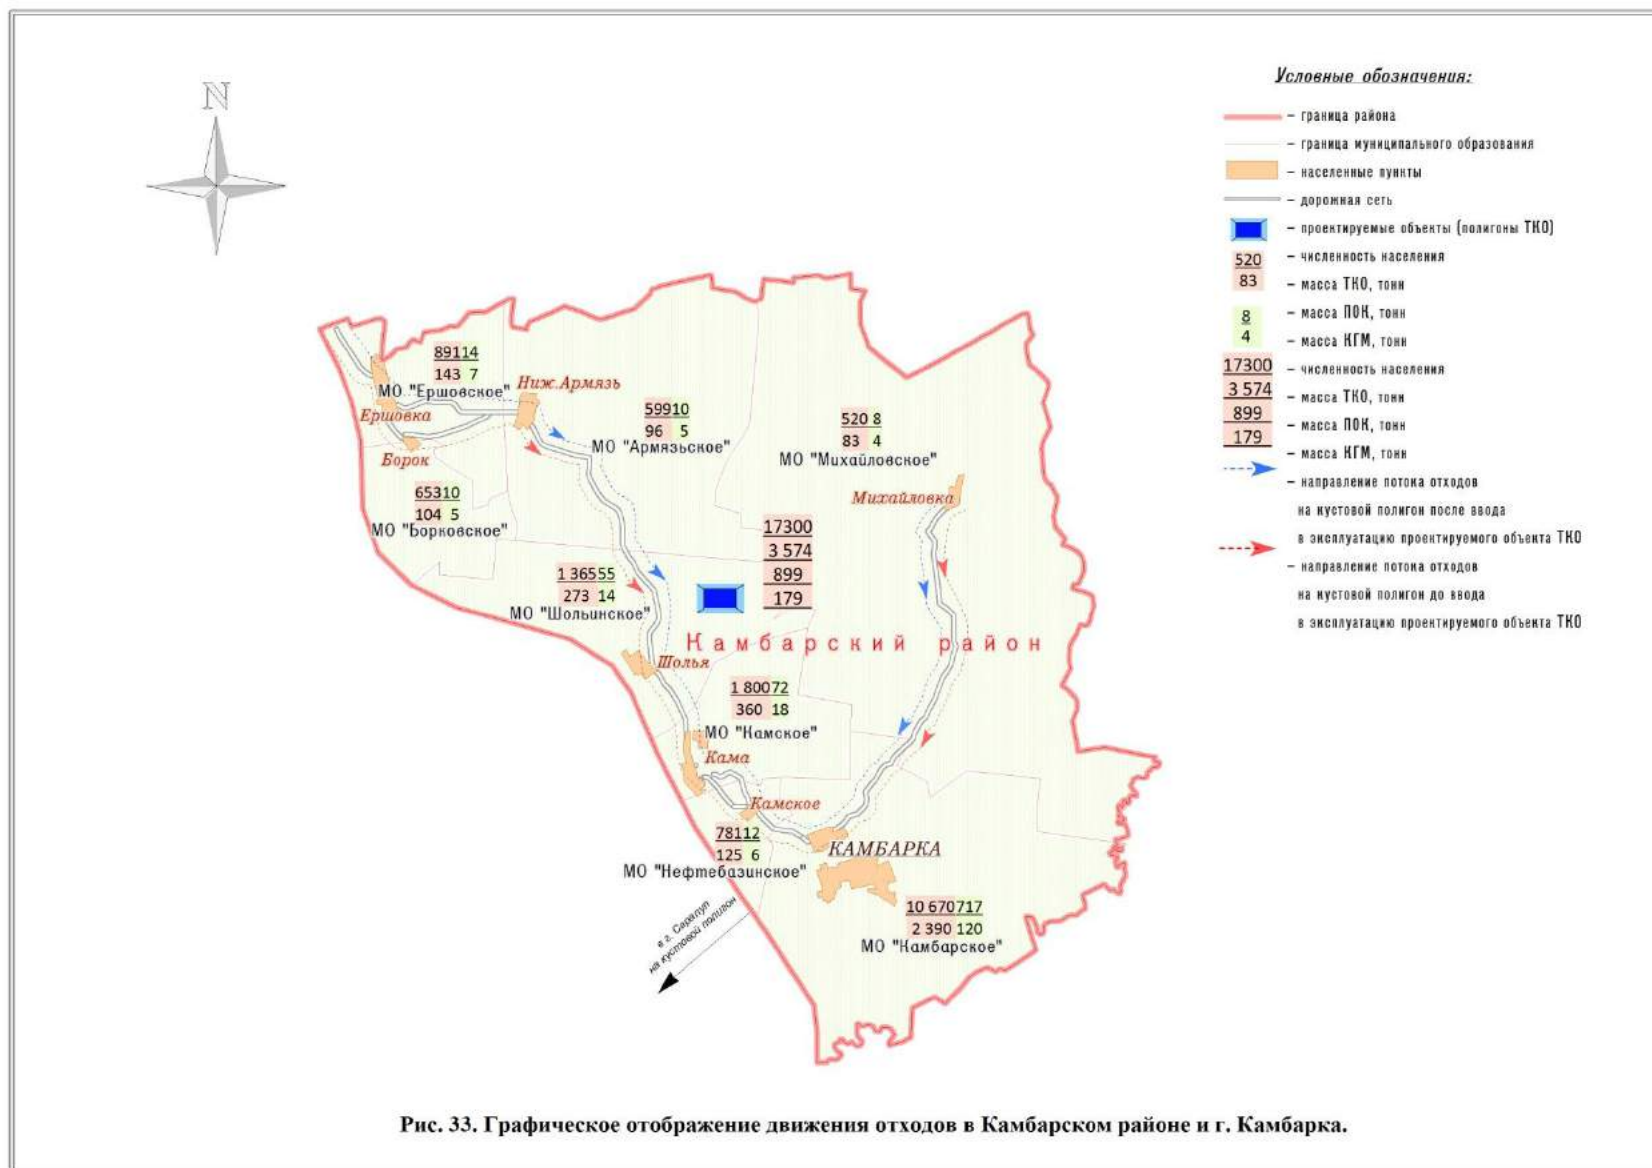 N
Условные обозначения:
– граница района
– граница муниципального образования
– населенные пункты
– дорожная сеть
– проектируемые объекты (полигоны ТКО)
520 – численность населения
83 – масса ТКО, тонн
8 – масса ПОК, тонн
4 – масса КГМ, тонн
17300 – численность населения
3 574 – масса ТКО, тонн
899 – масса ПОК, тонн
179 – масса КГМ, тонн
– направление потока отходов
на кустовой полигон после ввода
в эксплуатацию проектируемого объекта ТКО
– направление потока отходов
на кустовой полигон до ввода
в эксплуатацию проектируемого объекта ТКО
891 14
143 7
МО "Ершовское"
Ниж.Армязь
Ершовка
Борок
599 10
96 5
МО "Армязьское"
520 8
83 4
МО "Михайловское"
Михайловка
653 10
104 5
МО "Борковское"
17300
3 574
899
179
1 365 55
273 14
МО "Шольинское"
Камбарский район
Шолья
1 800 72
360 18
МО "Камское"
Кама
Камское
781 12
125 6
МО "Нефтебазинское"
КАМБАРКА
10 670 717
2 390 120
МО "Камбарское"
в г. Сарапул
на кустовой полигон
Рис. 33. Графическое отображение движения отходов в Камбарском районе и г. Камбарка.